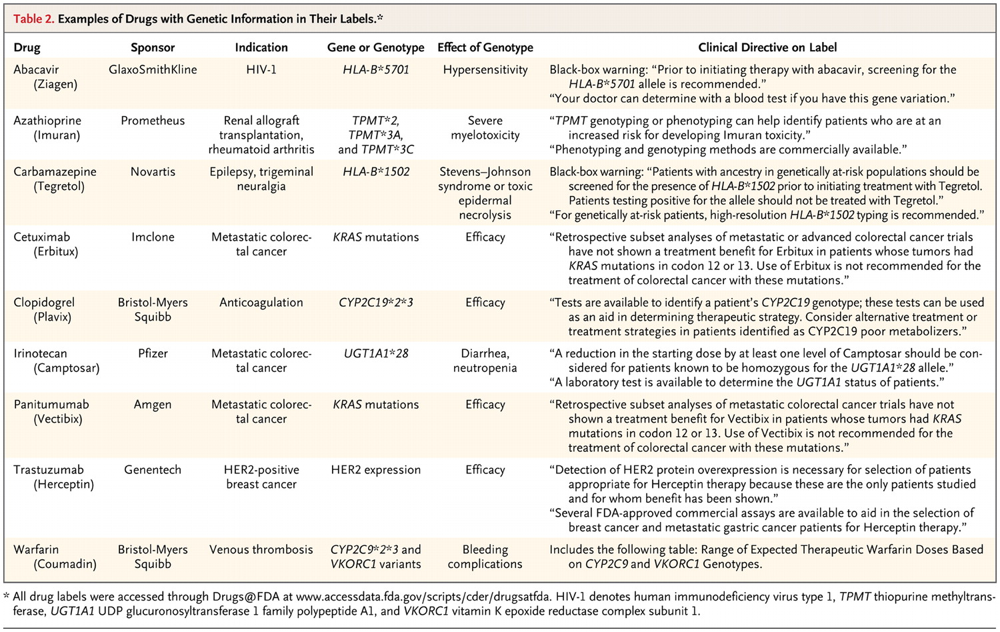 Table 2. Examples of Drugs with Genetic Information in Their Labels.*
Drug Sponsor Indication Gene or Genotype Effect of Genotype Clinical Directive on Label
Abacavir GlaxoSmithKline HIV-1 HLA-B*5701 Hypersensitivity Black-box warning: “Prior to initiating therapy with abacavir, screening for the
(Ziagen) HLA-B*5701 allele is recommended.”
“Your doctor can determine with a blood test if you have this gene variation.”
Azathioprine Prometheus Renal allograft TPMT*2, Severe “TPMT genotyping or phenotyping can help identify patients who are at an
(Imuran) transplantation, TPMT*3A, myelotoxicity increased risk for developing Imuran toxicity.”
rheumatoid arthritis and TPMT*3C “Phenotyping and genotyping methods are commercially available.”
Carbamazepine Novartis Epilepsy, trigeminal HLA-B*1502 Stevens–Johnson Black-box warning: “Patients with ancestry in genetically at-risk populations should be
(Tegretol) neuralgia syndrome or toxic screened for the presence of HLA-B*1502 prior to initiating treatment with Tegretol.
epidermal Patients testing positive for the allele should not be treated with Tegretol.”
necrolysis “For genetically at-risk patients, high-resolution HLA-B*1502 typing is recommended.”
Cetuximab Imclone Metastatic colorec- KRAS mutations Efficacy “Retrospective subset analyses of metastatic or advanced colorectal cancer trials
(Erbitux) tal cancer have not shown a treatment benefit for Erbitux in patients whose tumors had
KRAS mutations in codon 12 or 13. Use of Erbitux is not recommended for the
treatment of colorectal cancer with these mutations.”
Clopidogrel Bristol-Myers Anticoagulation CYP2C19*2*3 Efficacy “Tests are available to identify a patient’s CYP2C19 genotype; these tests can be used
(Plavix) Squibb as an aid in determining therapeutic strategy. Consider alternative treatment or
treatment strategies in patients identified as CYP2C19 poor metabolizers.”
Irinotecan Pfizer Metastatic colorec- UGT1A1*28 Diarrhea, “A reduction in the starting dose by at least one level of Camptosar should be con-
(Camptosar) tal cancer neutropenia sidered for patients known to be homozygous for the UGT1A1*28 allele.”
“A laboratory test is available to determine the UGT1A1 status of patients.”
Panitumumab Amgen Metastatic colorec- KRAS mutations Efficacy “Retrospective subset analyses of metastatic colorectal cancer trials have not
(Vectibix) tal cancer shown a treatment benefit for Vectibix in patients whose tumors had KRAS
mutations in codon 12 or 13. Use of Vectibix is not recommended for the
treatment of colorectal cancer with these mutations.”
Trastuzumab Genentech HER2-positive HER2 expression Efficacy “Detection of HER2 protein overexpression is necessary for selection of patients
(Herceptin) breast cancer appropriate for Herceptin therapy because these are the only patients studied
and for whom benefit has been shown.”
“Several FDA-approved commercial assays are available to aid in the selection of
breast cancer and metastatic gastric cancer patients for Herceptin therapy.”
Warfarin Bristol-Myers Venous thrombosis CYP2C9*2*3 and Bleeding Includes the following table: Range of Expected Therapeutic Warfarin Doses Based
(Coumadin) Squibb VKORC1 variants complications on CYP2C9 and VKORC1 Genotypes.
* All drug labels were accessed through Drugs@FDA at www.accessdata.fda.gov/scripts/cder/drugsatfda. HIV-1 denotes human immunodeficiency virus type 1, TPMT thiopurine methyltrans-
ferase, UGT1A1 UDP glucuronosyltransferase 1 family polypeptide A1, and VKORC1 vitamin K epoxide reductase complex subunit 1.